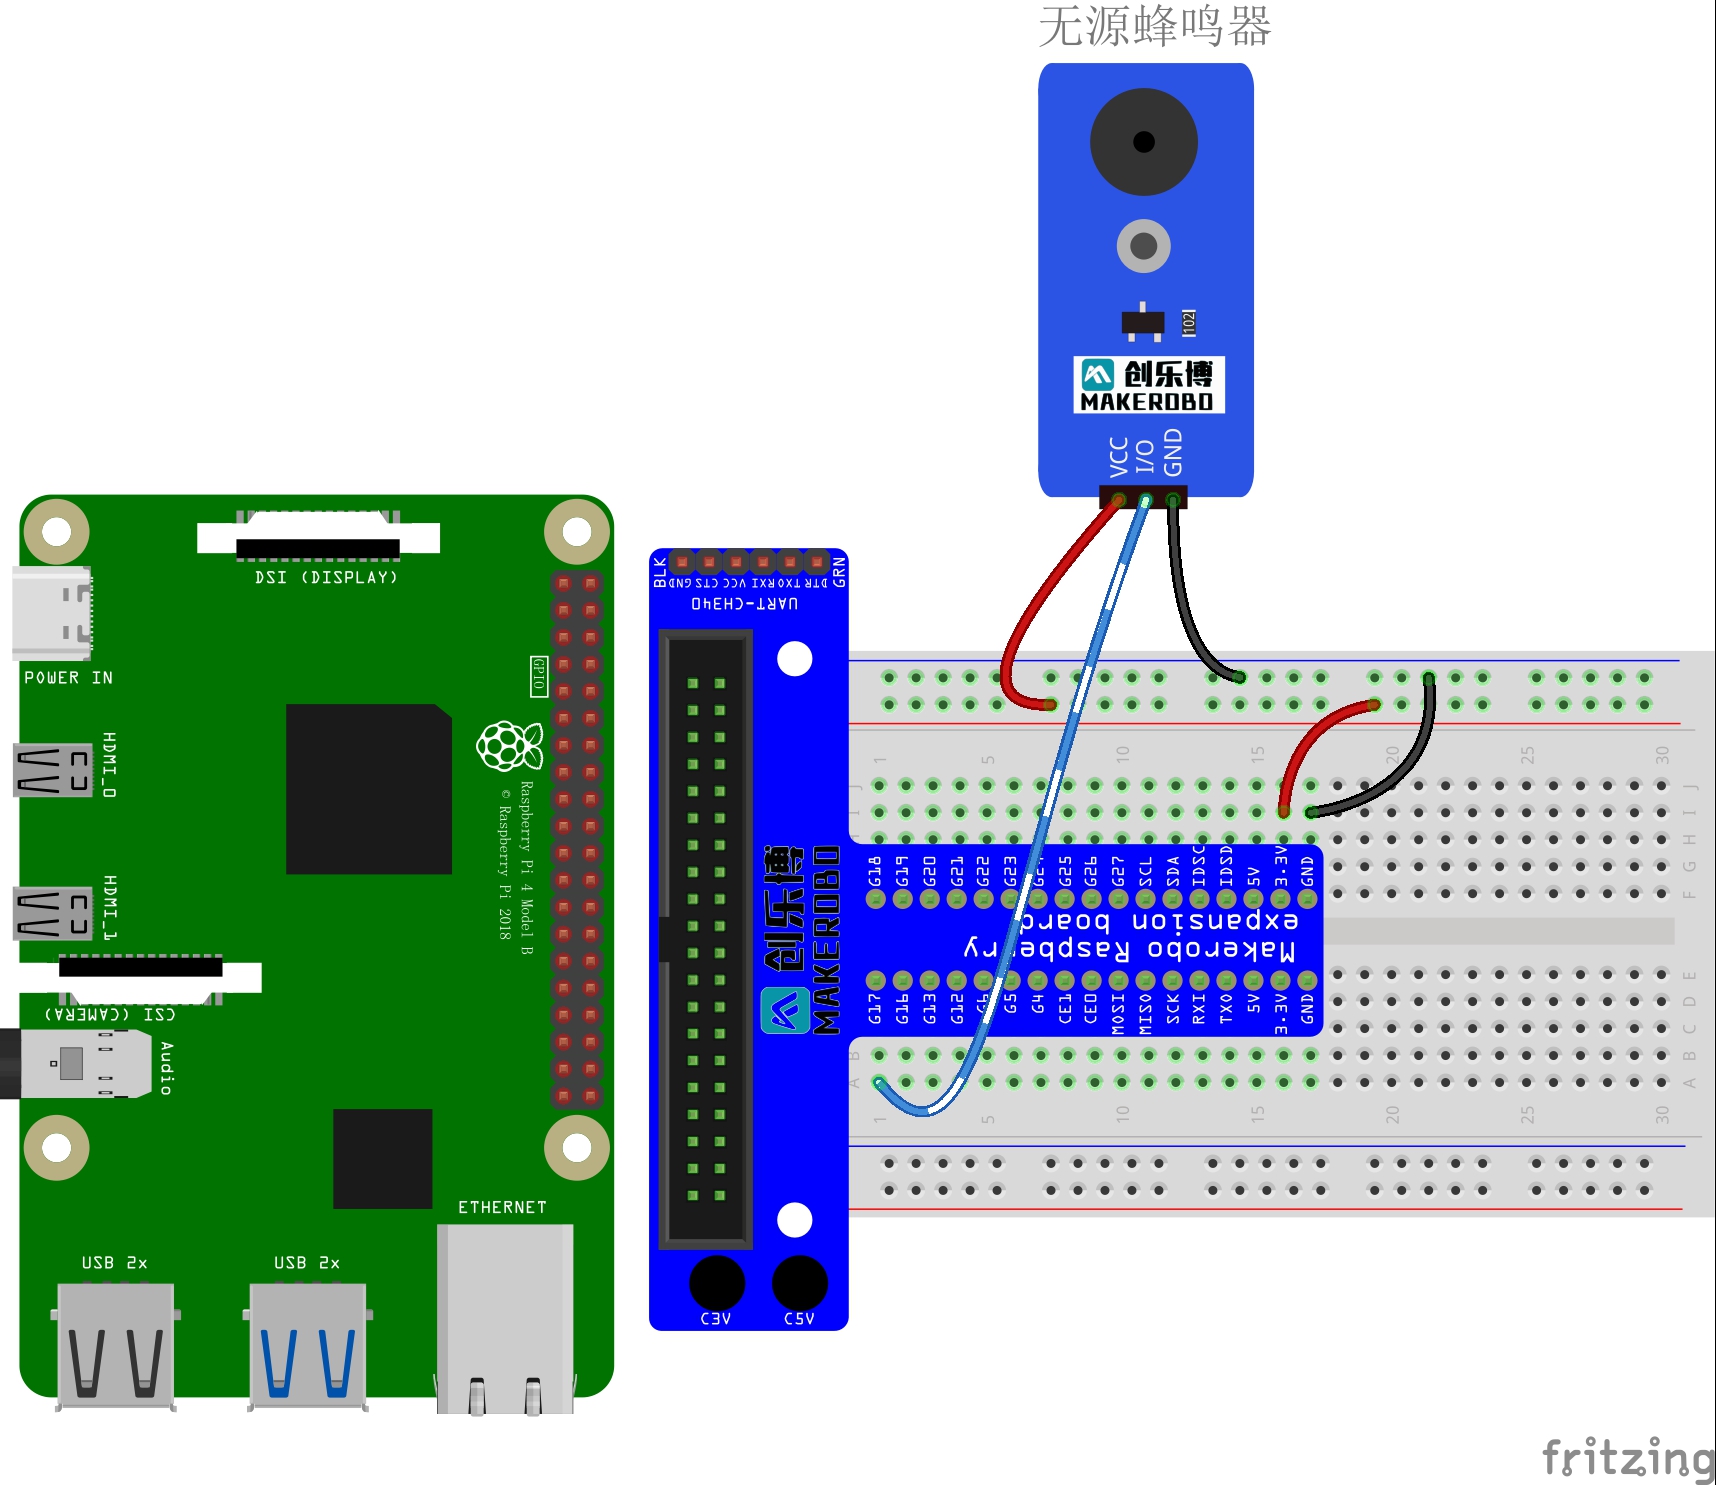 无源蜂鸣器
102
创乐博
MAKEROBO
VCC
I/O
GND
DSI (DISPLAY)
POWER IN
HDMI_0
HDMI_1
CSI (CAMERA)
Audio
GPIO
Raspberry Pi 4 Model B
© Raspberry Pi 2018
ETHERNET
USB 2x
USB 2x
BLK
GRN
GND CTS VCC RXI TXO DTR
UART-CH340
创乐博
MAKEROBO
C3V
C5V
1 5 10 15 20 25 30
J
I
H
G
F
J
I
H
G18 G19 G20 G21 G22 G23 G24 G25 G26 G27 SCL SDA IDSC IDSD 5V 3.3V GND
Makerobo Raspberry
expansion board
G17 G16 G13 G12 G6 G5 G4 CE1 CE0 MOSI MISO SCK RXI TXO 5V 3.3V GND
E
D
C
B
A
B
A
1 5 10 15 20 25 30
fritzing